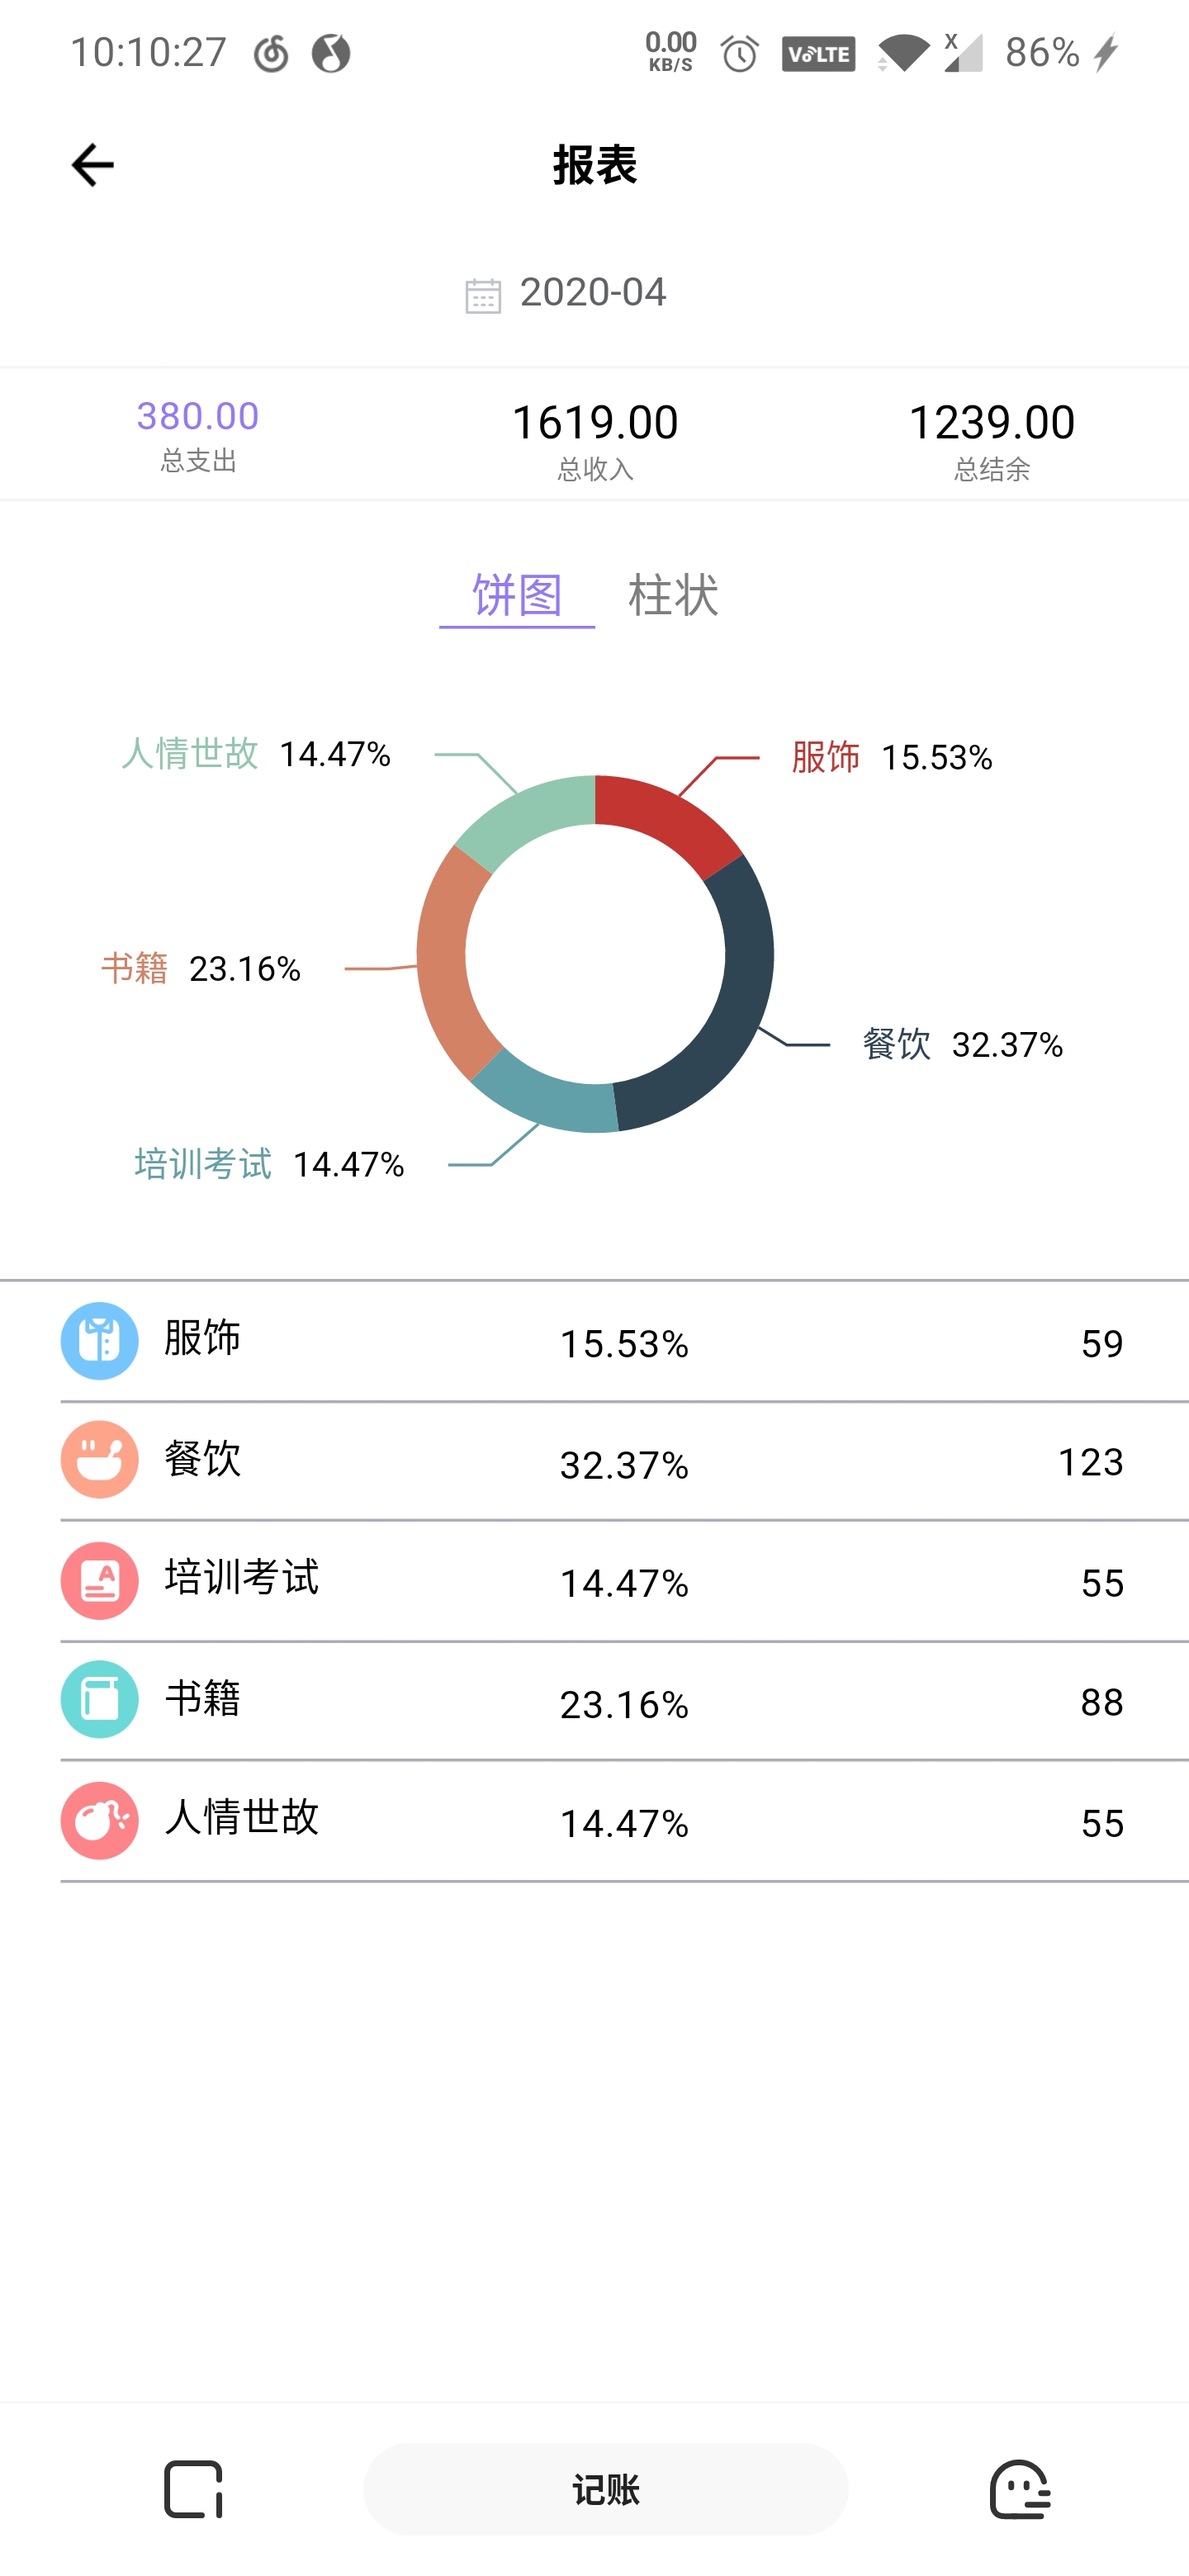 10:10:27 0.00 KB/S VoLTE X 86%
报表
2020-04
380.00 1619.00 1239.00
总支出 总收入 总结余
饼图 柱状
人情世故 14.47% 服饰 15.53%
书籍 23.16%
餐饮 32.37%
培训考试 14.47%
服饰 15.53% 59
餐饮 32.37% 123
A
培训考试 14.47% 55
书籍 23.16% 88
人情世故 14.47% 55
记账